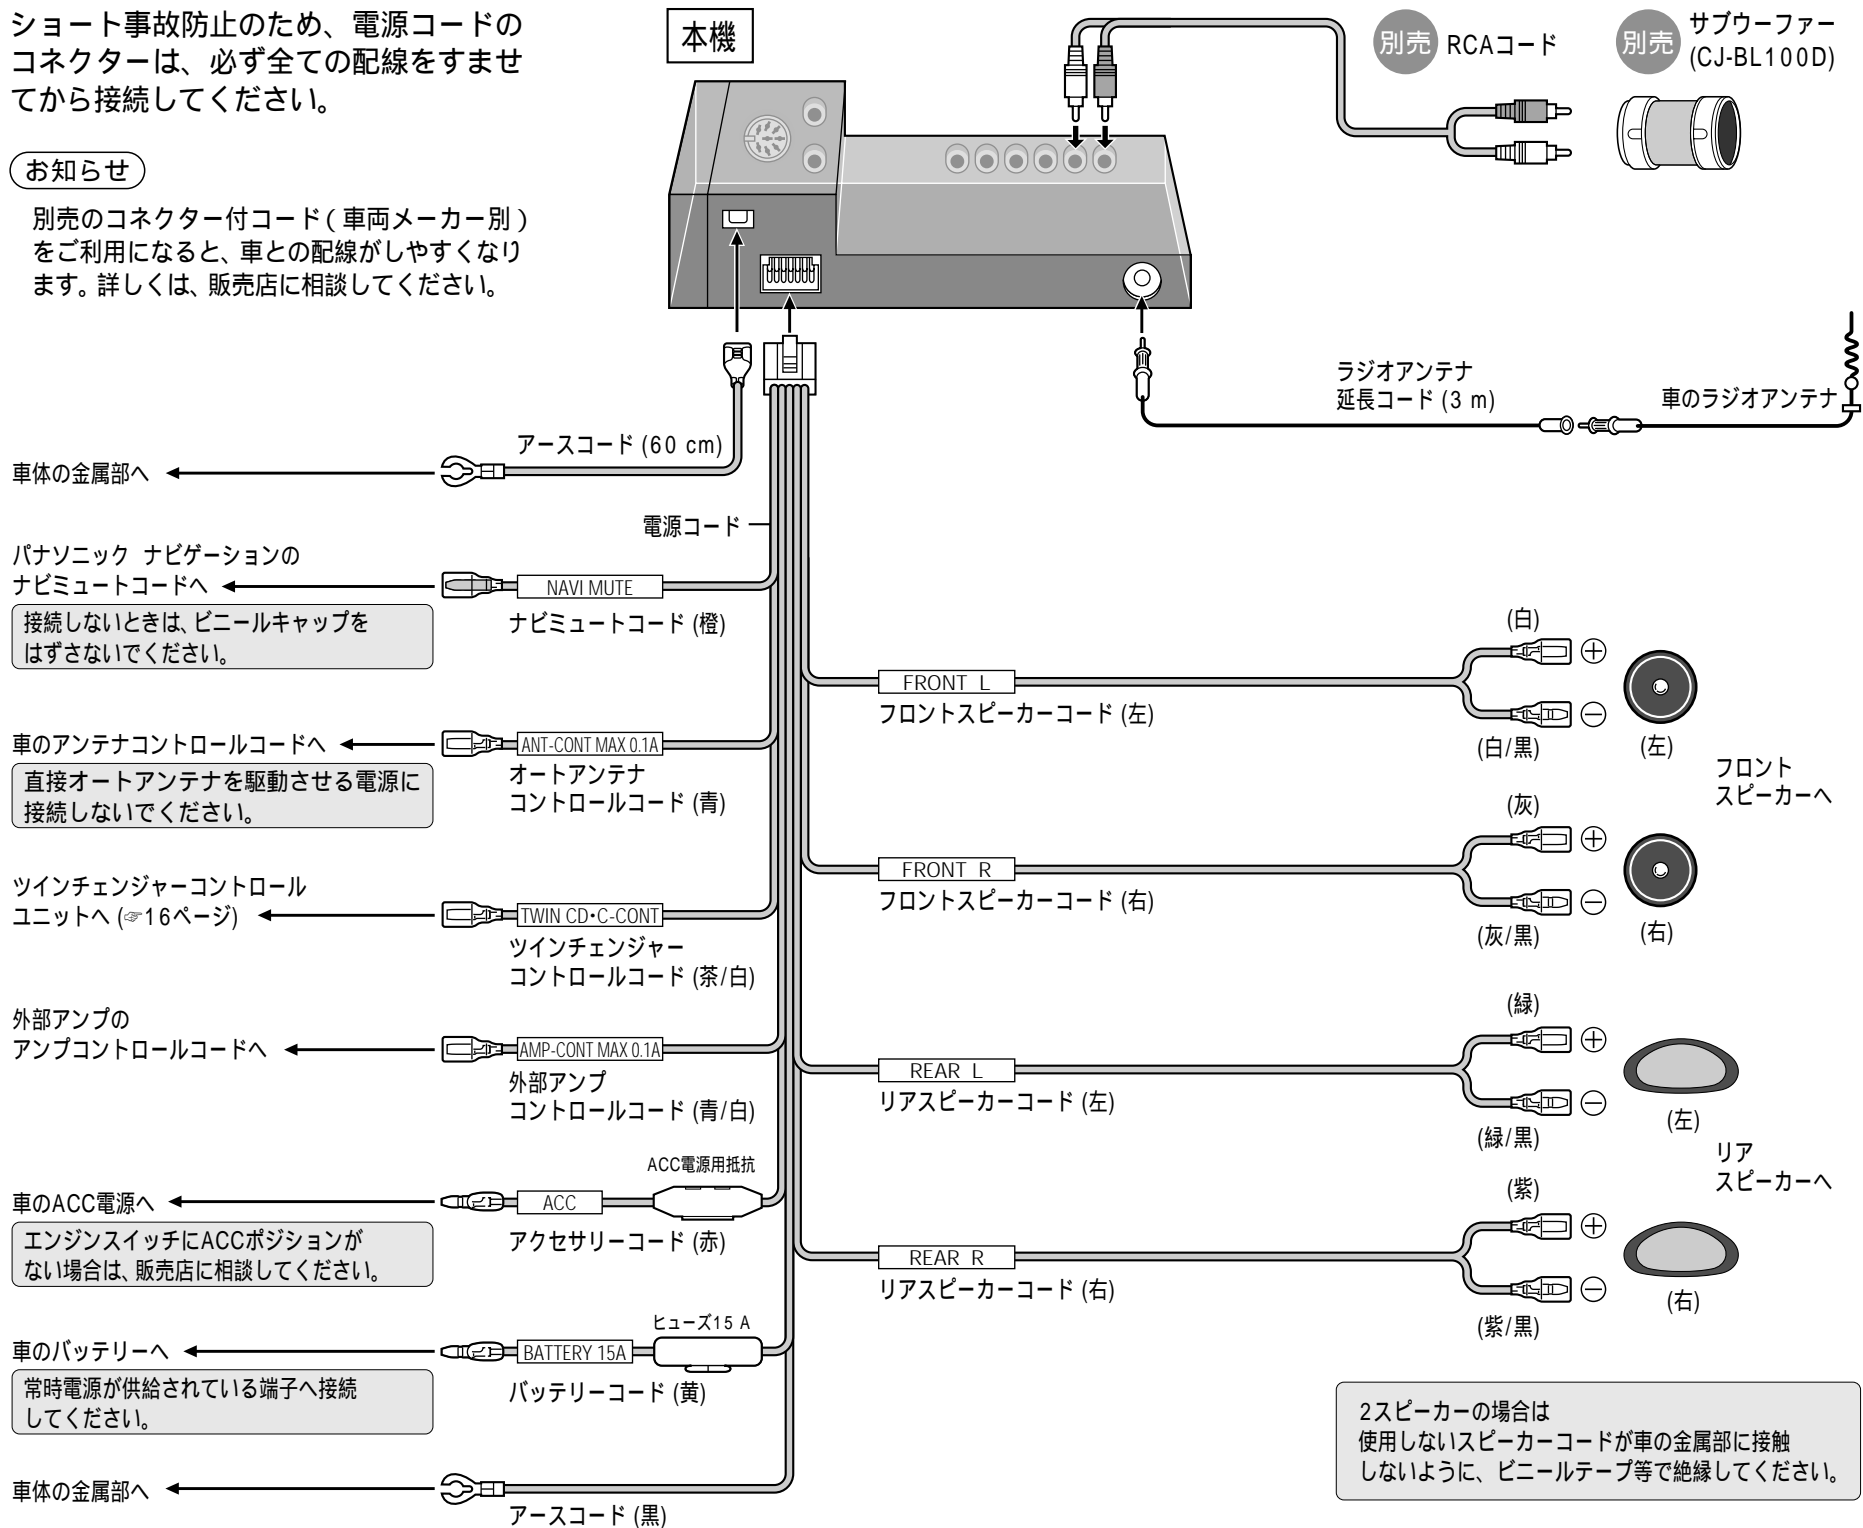 ショート事故防止のため、電源コードの
コネクターは、必ず全ての配線をすませ
てから接続してください。
お知らせ
別売のコネクター付コード(車両メーカー別)
をご利用になると、車との配線がしやすくなり
ます。詳しくは、販売店に相談してください。
本機
別売
RCAコード
別売
サブウーファー
(CJ-BL100D)
ラジオアンテナ
延長コード (3 m)
車のラジオアンテナ
アースコード (60 cm)
車体の金属部へ
電源コード
パナソニック ナビゲーションの
ナビミュートコードへ
NAVI MUTE
ナビミュートコード (橙)
接続しないときは、ビニールキャップを
はずさないでください。
車のアンテナコントロールコードへ
ANT-CONT MAX 0.1A
オートアンテナ
コントロールコード (青)
直接オートアンテナを駆動させる電源に
接続しないでください。
ツインチェンジャーコントロール
ユニットへ (☞16ページ)
TWIN CD•C-CONT
ツインチェンジャー
コントロールコード (茶/白)
外部アンプの
アンプコントロールコードへ
AMP-CONT MAX 0.1A
外部アンプ
コントロールコード (青/白)
ACC電源用抵抗
車のACC電源へ
ACC
アクセサリーコード (赤)
エンジンスイッチにACCポジションが
ない場合は、販売店に相談してください。
ヒューズ15 A
車のバッテリーへ
BATTERY 15A
バッテリーコード (黄)
常時電源が供給されている端子へ接続
してください。
車体の金属部へ
アースコード (黒)
FRONT L
フロントスピーカーコード (左)
(白)
⊕
⊖
(白/黒)
(左)
フロント
スピーカーへ
FRONT R
フロントスピーカーコード (右)
(灰)
⊕
⊖
(灰/黒)
(右)
REAR L
リアスピーカーコード (左)
(緑)
⊕
⊖
(緑/黒)
(左)
リア
スピーカーへ
REAR R
リアスピーカーコード (右)
(紫)
⊕
⊖
(紫/黒)
(右)
2スピーカーの場合は
使用しないスピーカーコードが車の金属部に接触
しないように、ビニールテープ等で絶縁してください。